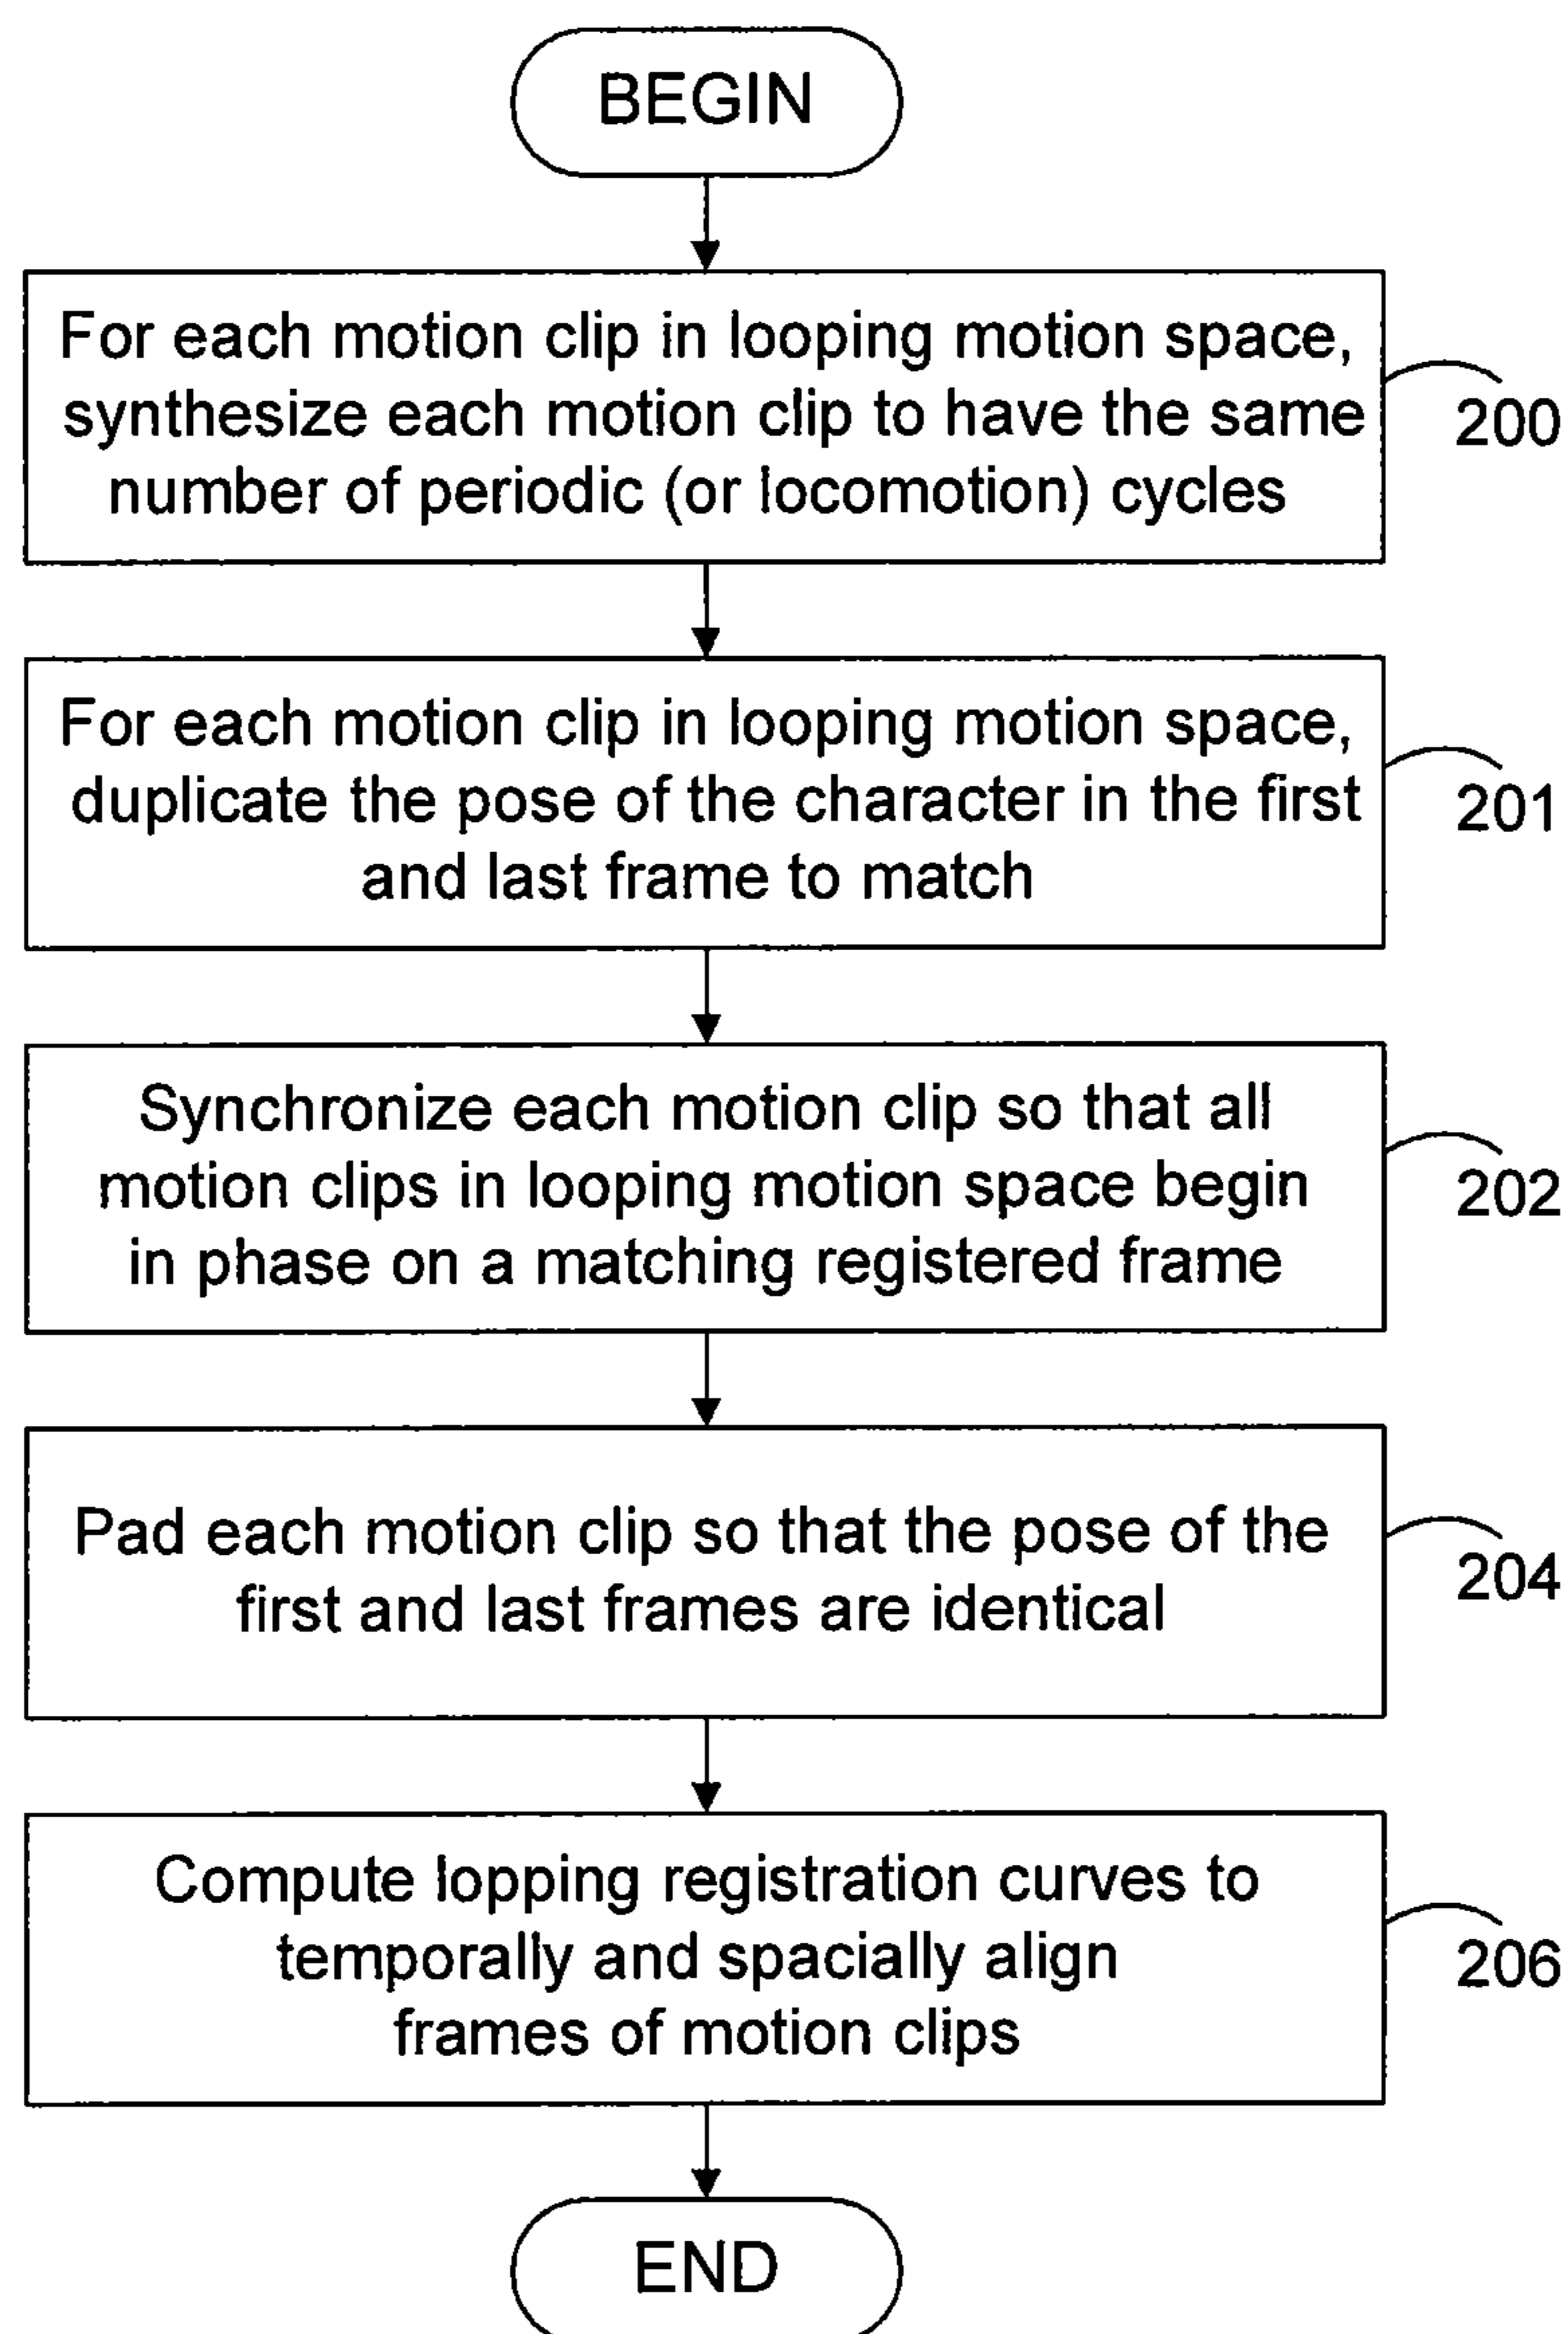 BEGIN
For each motion clip in looping motion space,
synthesize each motion clip to have the same
number of periodic (or locomotion) cycles
200
For each motion clip in looping motion space,
duplicate the pose of the character in the first
and last frame to match
201
Synchronize each motion clip so that all
motion clips in looping motion space begin
in phase on a matching registered frame
202
Pad each motion clip so that the pose of the
first and last frames are identical
204
Compute lopping registration curves to
temporally and spacially align
frames of motion clips
206
END